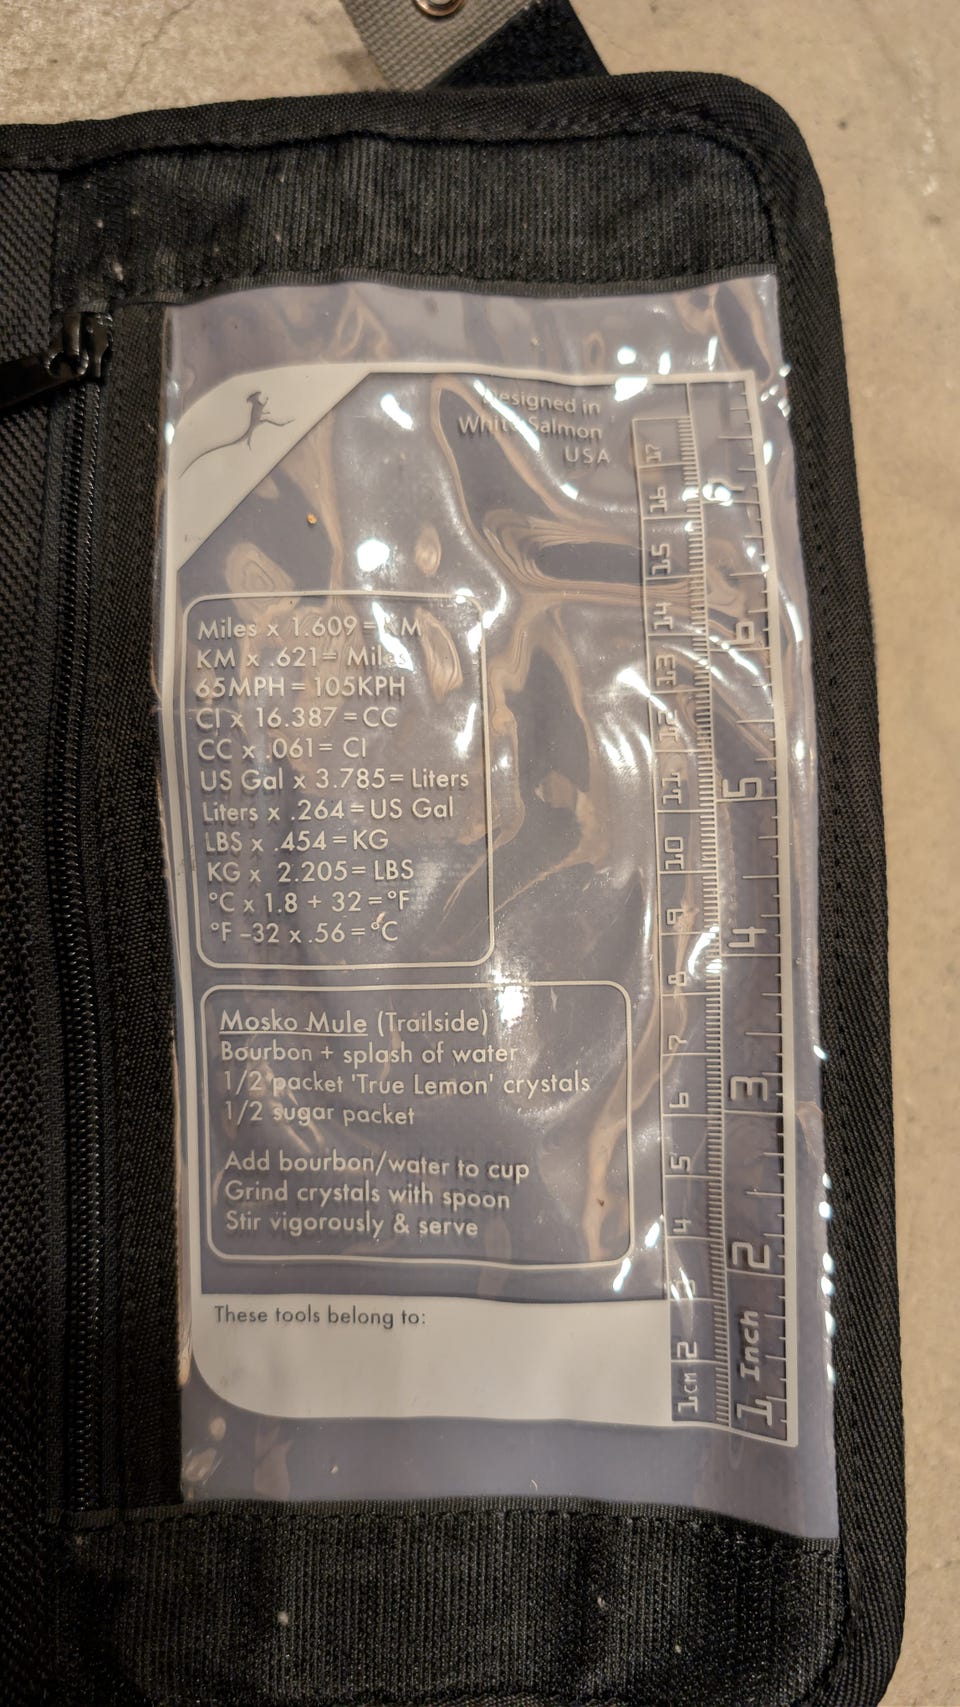 Designed in
White Salmon
USA
Miles x 1.609 = KM
KM x .621= Miles
65MPH = 105KPH
CI x 16.387 = CC
CC x .061= CI
US Gal x 3.785= Liters
Liters x .264=US Gal
LBS x .454=KG
KG x 2.205= LBS
°C x 1.8 + 32=°F
°F -32 x .56=°C
Mosko Mule (Trailside)
Bourbon + splash of water
1/2 packet 'True Lemon' crystals
1/2 sugar packet
Add bourbon/water to cup
Grind crystals with spoon
Stir vigorously & serve
These tools belong to:
1CM 2 3 4 5 6 7 8 9 10 11 12 13 14 15 16 17
1 Inch 2 3 4 5 6 7